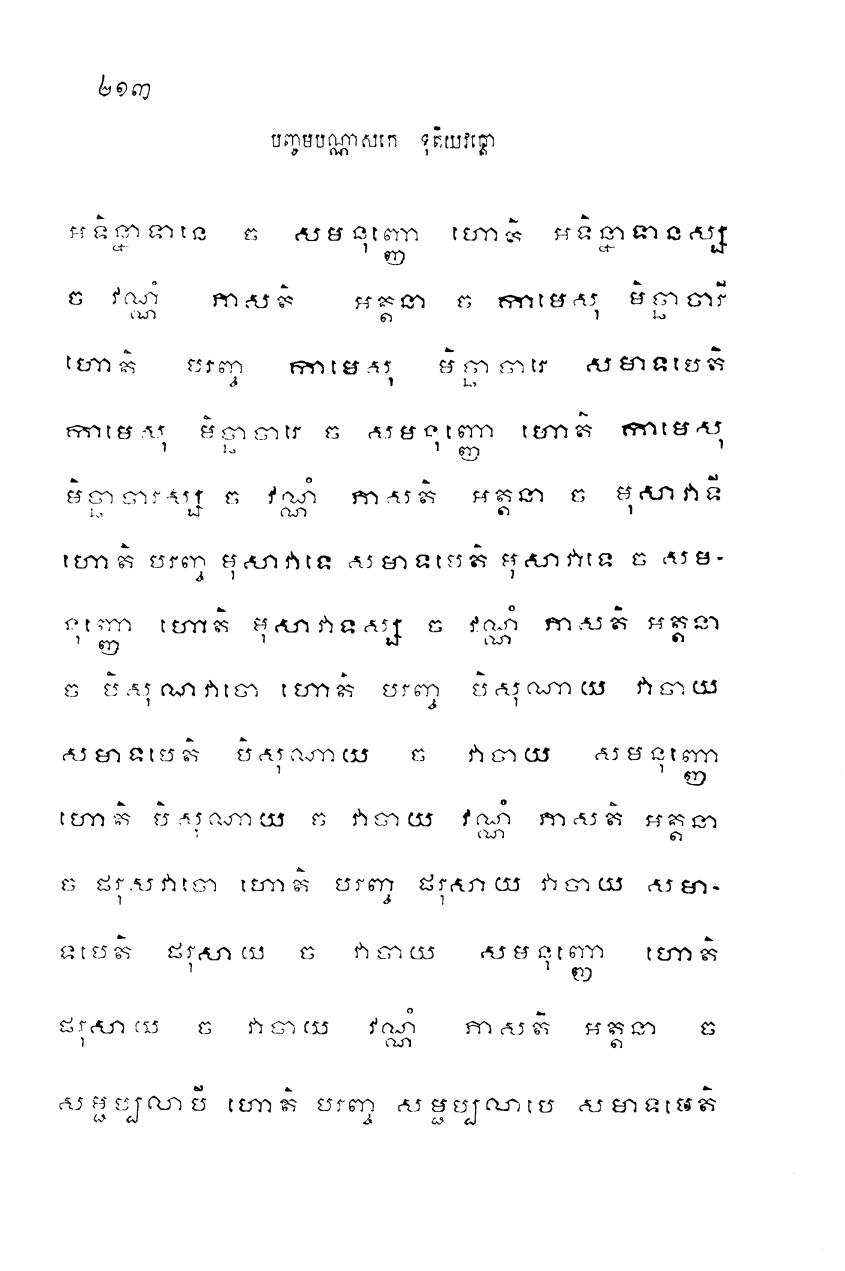 ២១៣
បញ្ចមបណ្ណាសកេ ទុតិយវគ្គោ
អទិន្នាទានេ ច សមនុញ្ញោ ហោតិ អទិន្នាទានស្ស
ច វណ្ណំ ភាសតិ អត្តនា ច កាមេសុ មិច្ឆាចារី
ហោតិ បរញ្ច កាមេសុ មិច្ឆាចារេ សមាទបេតិ
កាមេសុ មិច្ឆាចារេ ច សមនុញ្ញោ ហោតិ កាមេសុ
មិច្ឆាចារស្ស ច វណ្ណំ ភាសតិ អត្តនា ច មុសាវាទី
ហោតិ បរញ្ច មុសាវាទេ សមាទបេតិ មុសាវាទេ ច សម-
នុញ្ញោ ហោតិ មុសាវាទស្ស ច វណ្ណំ ភាសតិ អត្តនា
ច បិសុណវាចោ ហោតិ បរញ្ច បិសុណាយ វាចាយ
សមាទបេតិ បិសុណាយ ច វាចាយ សមនុញ្ញោ
ហោតិ បិសុណាយ ច វាចាយ វណ្ណំ ភាសតិ អត្តនា
ច ផរុសវាចោ ហោតិ បរញ្ច ផរុសាយ វាចាយ សមា-
ទបេតិ ផរុសាយ ច វាចាយ សមនុញ្ញោ ហោតិ
ផរុសាយ ច វាចាយ វណ្ណំ ភាសតិ អត្តនា ច
សម្ផប្បលាបី ហោតិ បរញ្ច សម្ផប្បលាបេ សមាទបេតិ